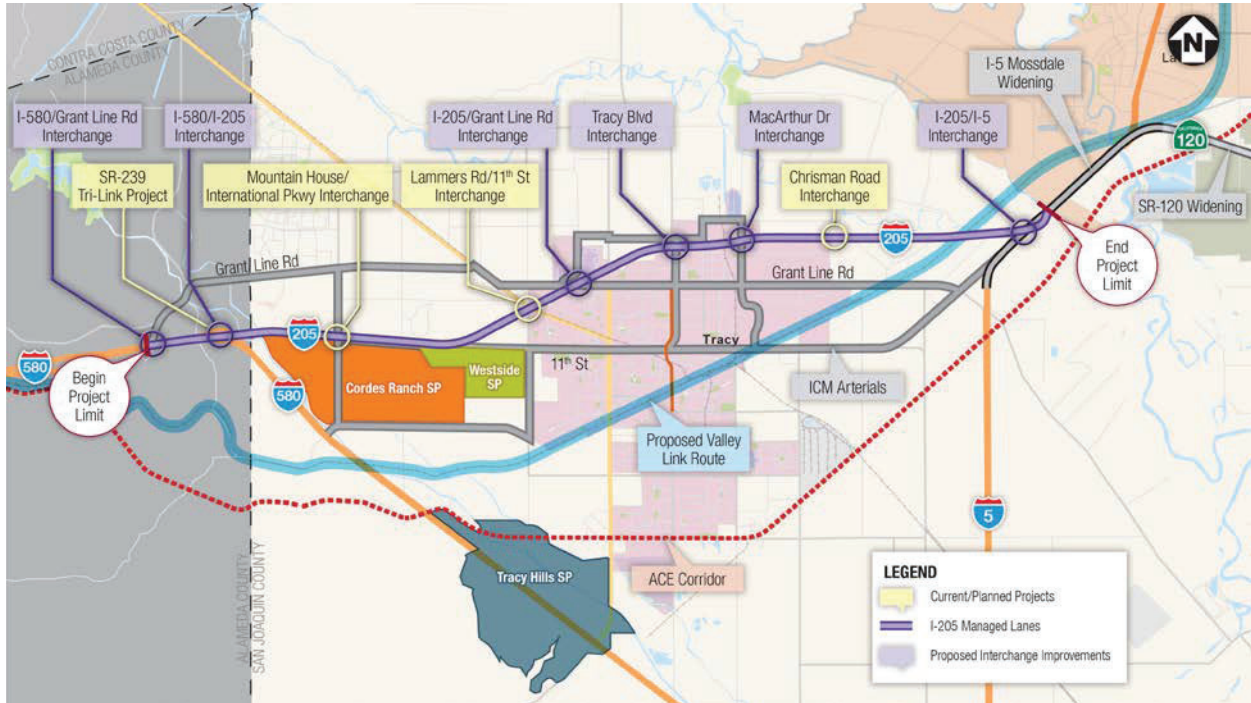 CONTRA COSTA COUNTY
ALAMEDA COUNTY
N
La
I-5 Mossdale
Widening
I-580/Grant Line Rd
Interchange
I-580/I-205
Interchange
I-205/Grant Line Rd
Interchange
Tracy Blvd
Interchange
MacArthur Dr
Interchange
I-205/I-5
Interchange
CALIFORNIA
120
SR-239
Tri-Link Project
Mountain House/
International Pkwy Interchange
Lammers Rd/11th St
Interchange
Chrisman Road
Interchange
SR-120 Widening
205
End
Project
Limit
Grant Line Rd
Grant Line Rd
205
Tracy
580
Begin
Project
Limit
580
Cordes Ranch SP
Westside
SP
11th St
ICM Arterials
Proposed Valley
Link Route
5
ALAMEDA COUNTY
SAN JOAQUIN COUNTY
Tracy Hills SP
ACE Corridor
LEGEND
Current/Planned Projects
I-205 Managed Lanes
Proposed Interchange Improvements